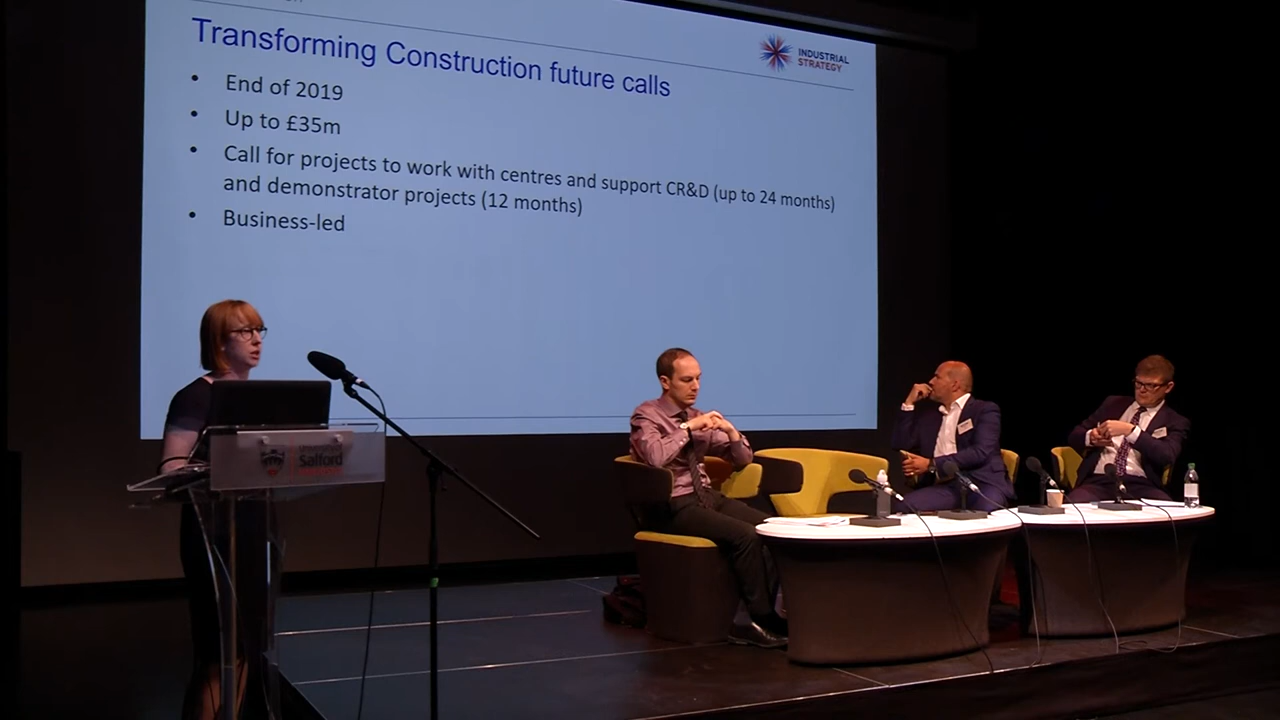 Transforming Construction future calls
INDUSTRIAL
STRATEGY
• End of 2019
• Up to £35m
• Call for projects to work with centres and support CR&D (up to 24 months)
and demonstrator projects (12 months)
• Business-led
Salford